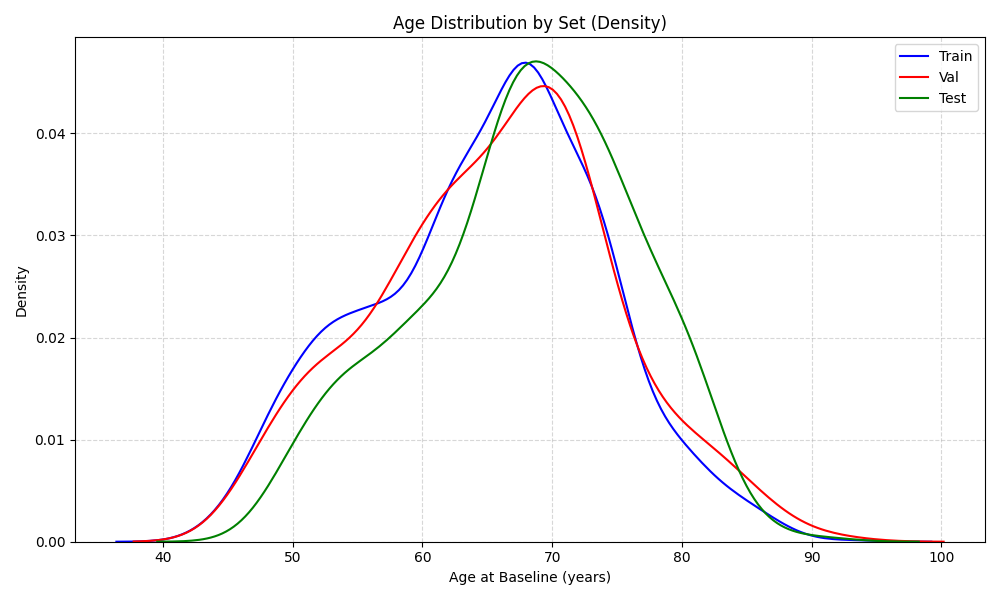 Age Distribution by Set (Density)
Train
Val
Test
Density
0.04
0.03
0.02
0.01
0.00
40 50 60 70 80 90 100
Age at Baseline (years)